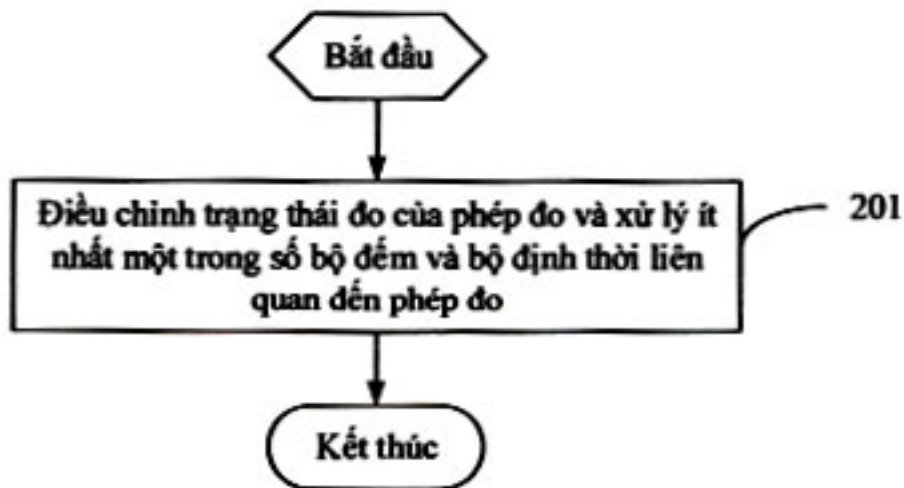 Bắt đầu
Điều chỉnh trạng thái đo của phép đo và xử lý ít
nhất một trong số bộ đếm và bộ định thời liên
quan đến phép đo
201
Kết thúc